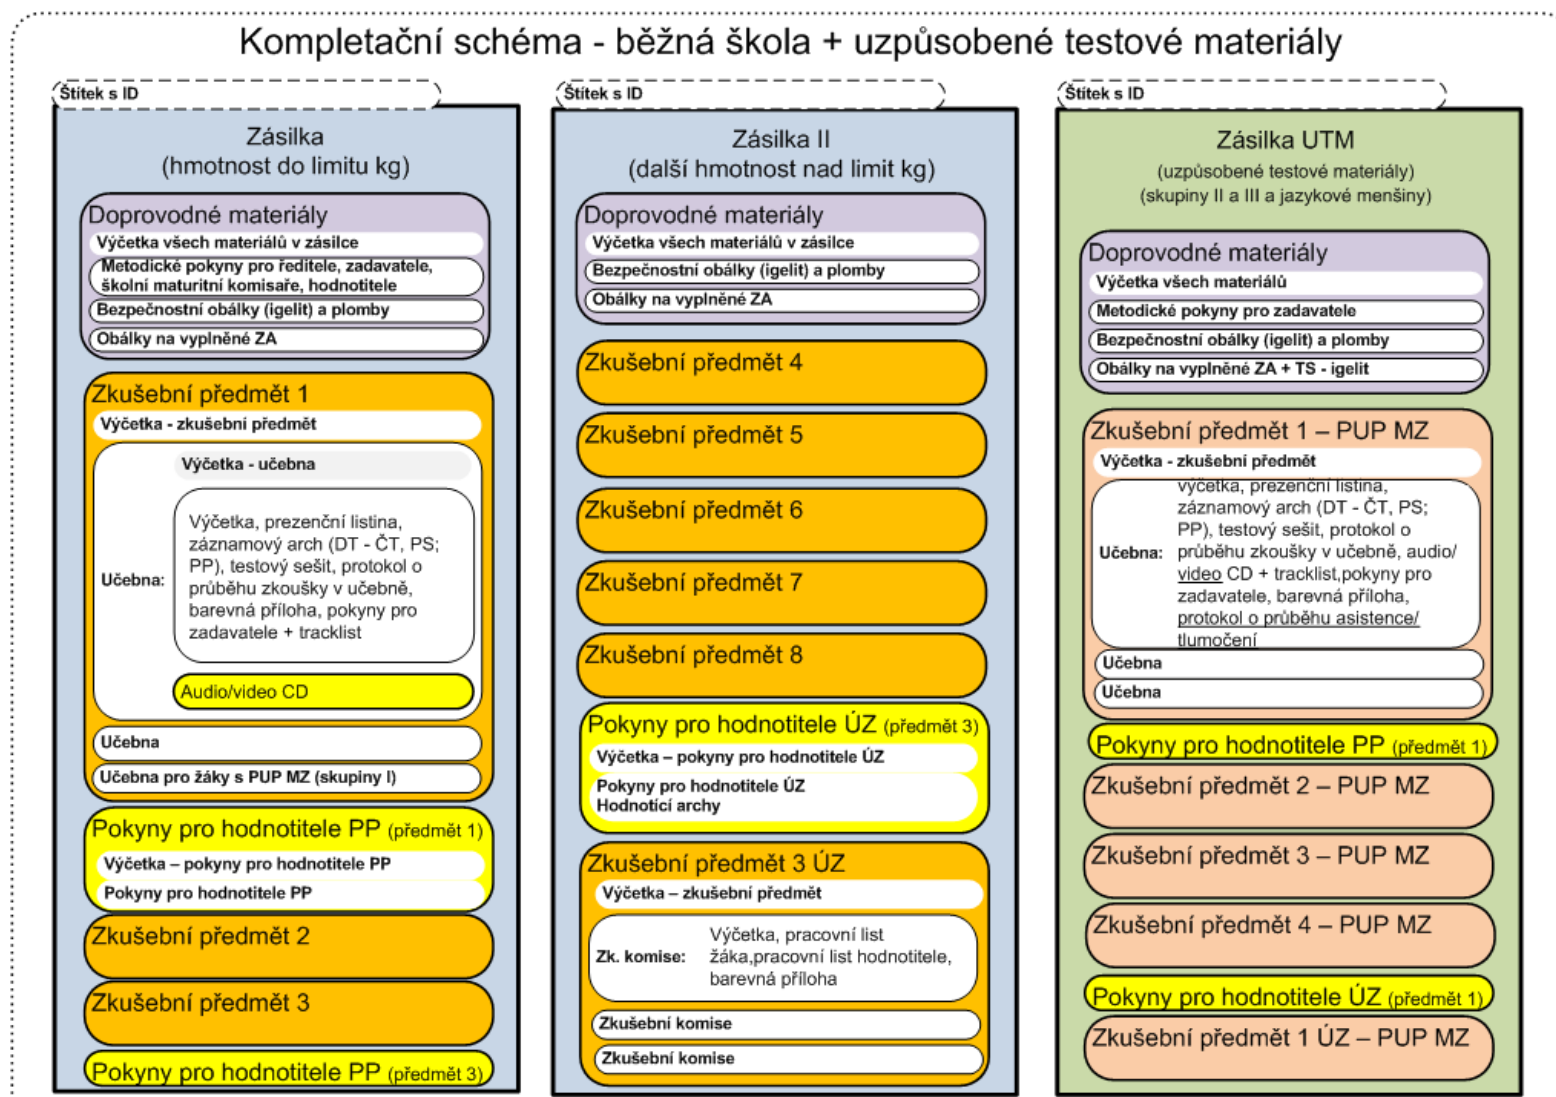 Kompletační schéma - běžná škola + uzpůsobené testové materiály
Štítek s ID
Zásilka
(hmotnost do limitu kg)
Doprovodné materiály
Výčetka všech materiálů v zásilce
Metodické pokyny pro ředitele, zadavatele,
školní maturitní komisaře, hodnotitele
Bezpečnostní obálky (igelit) a plomby
Obálky na vyplněné ZA
Zkušební předmět 1
Výčetka - zkušební předmět
Výčetka - učebna
Učebna:
Výčetka, prezenční listina,
záznamový arch (DT - ČT, PS;
PP), testový sešit, protokol o
průběhu zkoušky v učebně,
barevná příloha, pokyny pro
zadavatele + tracklist
Audio/video CD
Učebna
Učebna pro žáky s PUP MZ (skupiny I)
Pokyny pro hodnotitele PP (předmět 1)
Výčetka – pokyny pro hodnotitele PP
Pokyny pro hodnotitele PP
Zkušební předmět 2
Zkušební předmět 3
Pokyny pro hodnotitele PP (předmět 3)
Štítek s ID
Zásilka II
(další hmotnost nad limit kg)
Doprovodné materiály
Výčetka všech materiálů v zásilce
Bezpečnostní obálky (igelit) a plomby
Obálky na vyplněné ZA
Zkušební předmět 4
Zkušební předmět 5
Zkušební předmět 6
Zkušební předmět 7
Zkušební předmět 8
Pokyny pro hodnotitele ÚZ (předmět 3)
Výčetka – pokyny pro hodnotitele ÚZ
Pokyny pro hodnotitele ÚZ
Hodnotící archy
Zkušební předmět 3 ÚZ
Výčetka – zkušební předmět
Zk. komise:
Výčetka, pracovní list
žáka,pracovní list hodnotitele,
barevná příloha
Zkušební komise
Zkušební komise
Štítek s ID
Zásilka UTM
(uzpůsobené testové materiály)
(skupiny II a III a jazykové menšiny)
Doprovodné materiály
Výčetka všech materiálů
Metodické pokyny pro zadavatele
Bezpečnostní obálky (igelit) a plomby
Obálky na vyplněné ZA + TS - igelit
Zkušební předmět 1 – PUP MZ
Výčetka - zkušební předmět
Učebna:
výčetka, prezenční listina,
záznamový arch (DT - ČT, PS;
PP), testový sešit, protokol o
průběhu zkoušky v učebně, audio/
video CD + tracklist,pokyny pro
zadavatele, barevná příloha,
protokol o průběhu asistence/
tlumočení
Učebna
Učebna
Pokyny pro hodnotitele PP (předmět 1)
Zkušební předmět 2 – PUP MZ
Zkušební předmět 3 – PUP MZ
Zkušební předmět 4 – PUP MZ
Pokyny pro hodnotitele ÚZ (předmět 1)
Zkušební předmět 1 ÚZ – PUP MZ